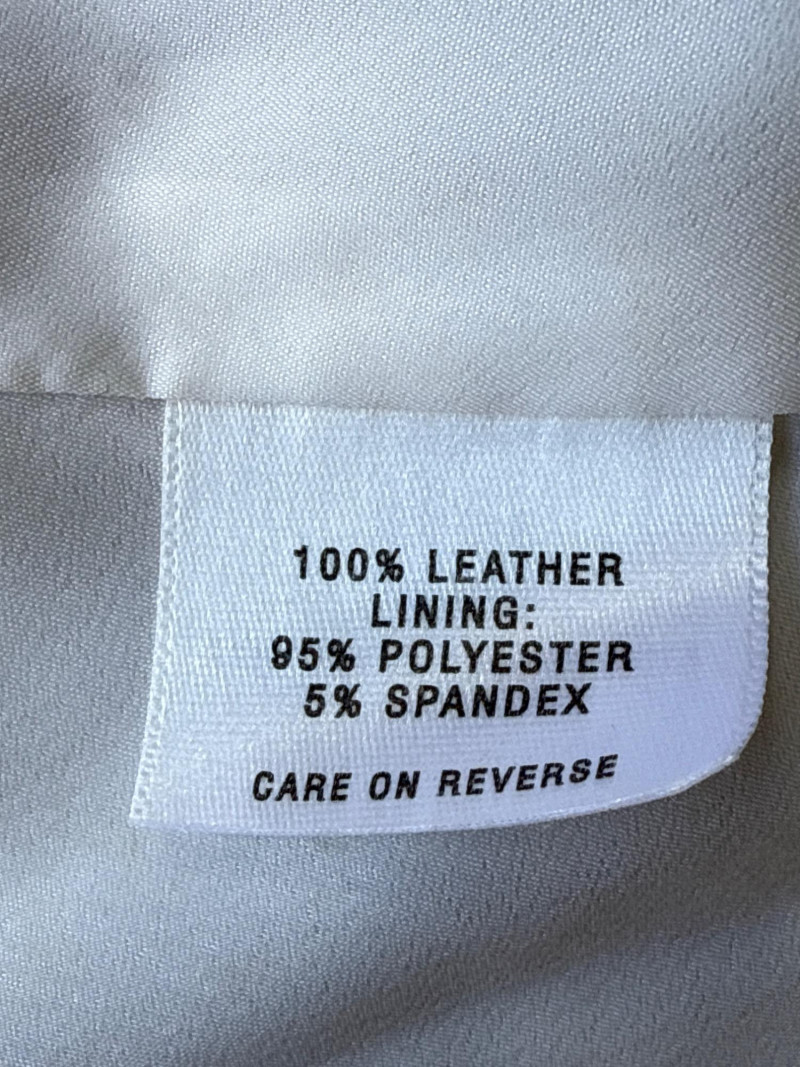 100% LEATHER
LINING:
95% POLYESTER
5% SPANDEX
CARE ON REVERSE